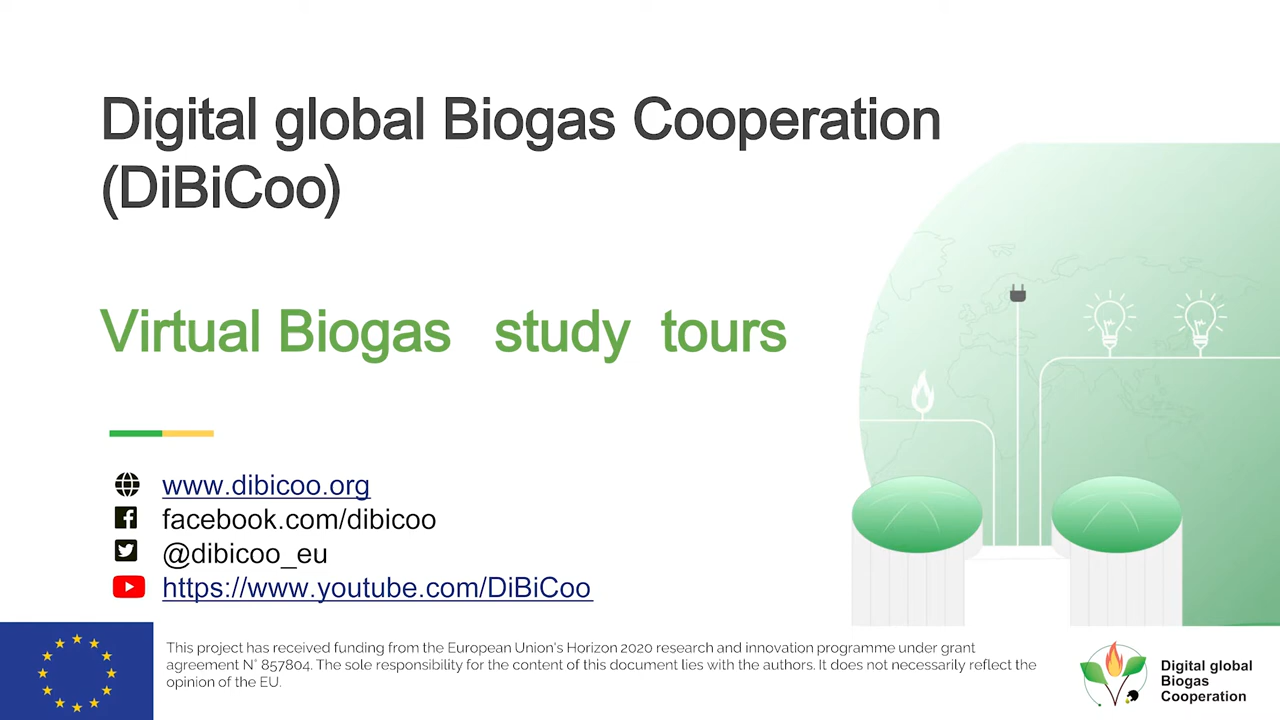 Digital global Biogas Cooperation
(DiBiCoo)
Virtual Biogas study tours
www.dibicoo.org
facebook.com/dibicoo
@dibicoo_eu
https://www.youtube.com/DiBiCoo
This project has received funding from the European Union's Horizon 2020 research and innovation programme under grant
agreement N° 857804. The sole responsibility for the content of this document lies with the authors. It does not necessarily reflect the
opinion of the EU.
Digital global
Biogas
Cooperation